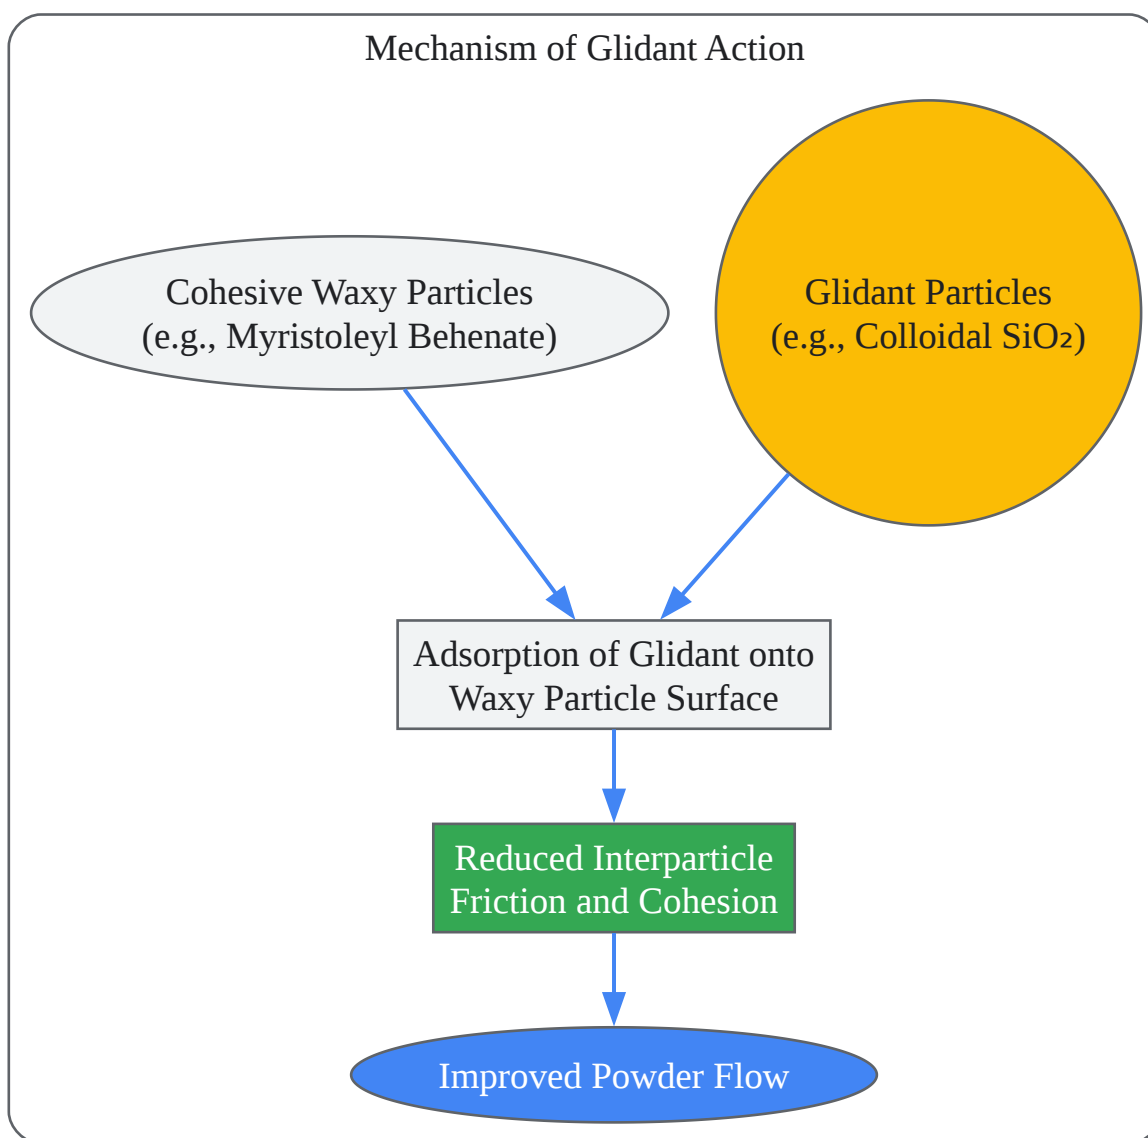 Mechanism of Glidant Action
Cohesive Waxy Particles
(e.g., Myristoleyl Behenate)
Glidant Particles
(e.g., Colloidal SiO₂)
Adsorption of Glidant onto
Waxy Particle Surface
Reduced Interparticle
Friction and Cohesion
Improved Powder Flow